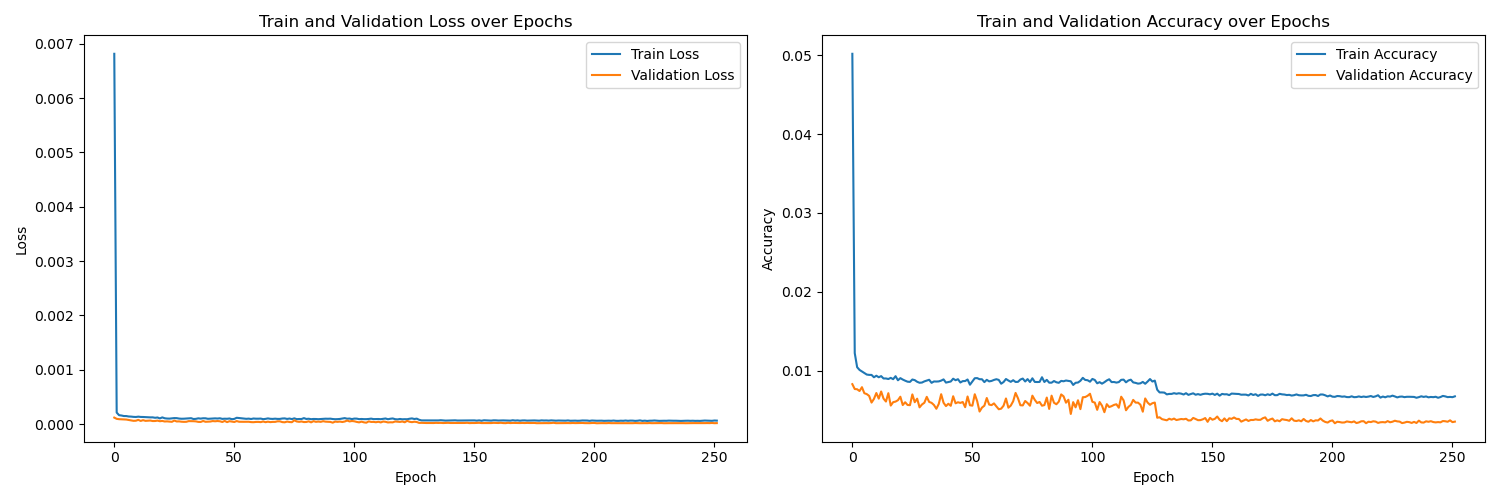 Train and Validation Loss over Epochs
0.007
0.006
0.005
0.004
0.003
0.002
0.001
0.000
Loss
Train Loss
Validation Loss
0 50 100 150 200 250
Epoch
Train and Validation Accuracy over Epochs
0.05
0.04
0.03
0.02
0.01
Accuracy
Train Accuracy
Validation Accuracy
0 50 100 150 200 250
Epoch